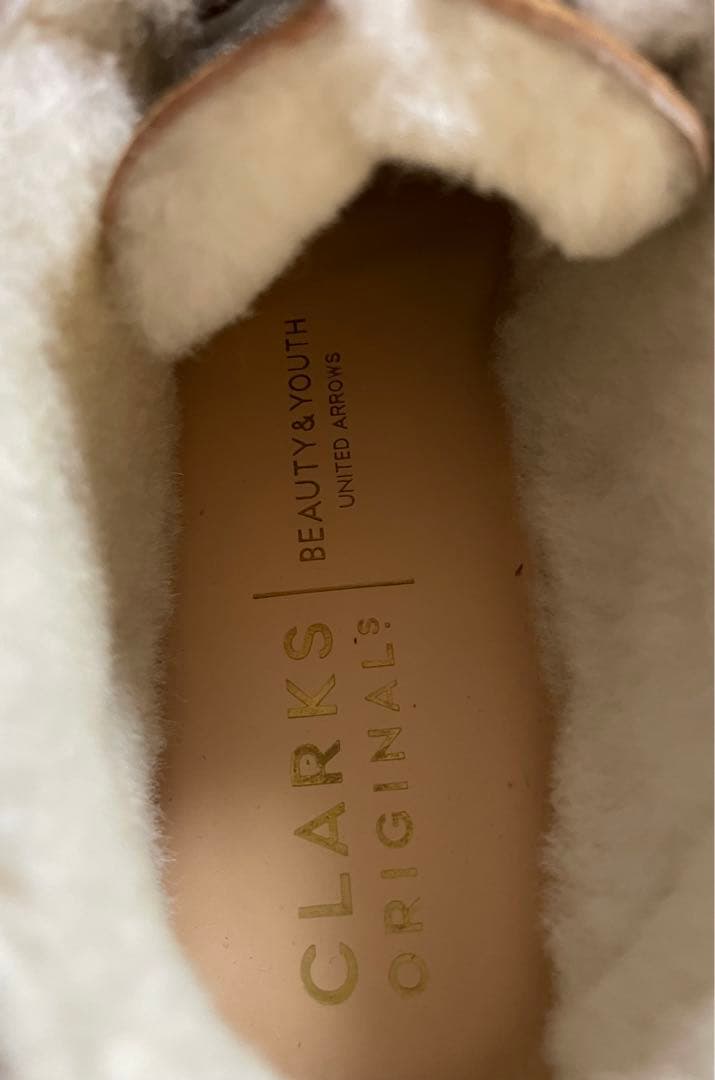 CLARKS
ORIGINALS.
BEAUTY&YOUTH
UNITED ARROWS